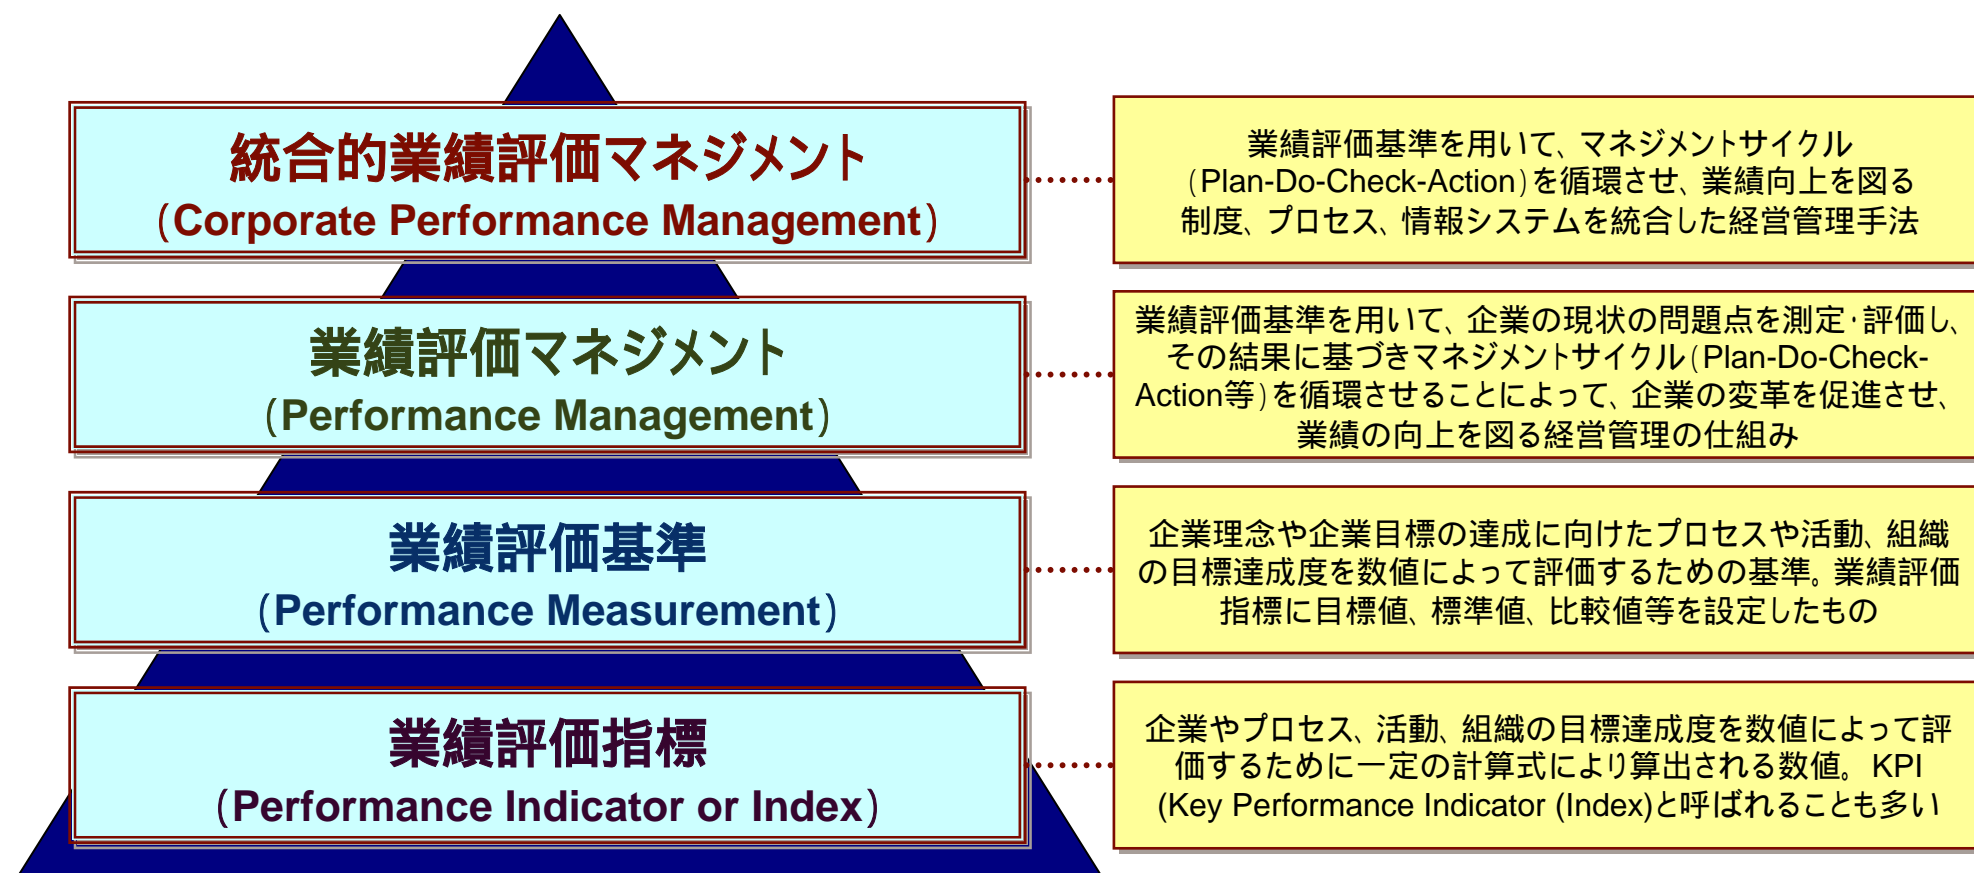 統合的業績評価マネジメント
（Corporate Performance Management）
業績評価基準を用いて、マネジメントサイクル
（Plan-Do-Check-Action）を循環させ、業績向上を図る
制度、プロセス、情報システムを統合した経営管理手法
業績評価マネジメント
（Performance Management）
業績評価基準を用いて、企業の現状の問題点を測定・評価し、
その結果に基づきマネジメントサイクル（Plan-Do-Check-
Action等）を循環させることによって、企業の変革を促進させ、
業績の向上を図る経営管理の仕組み
業績評価基準
（Performance Measurement）
企業理念や企業目標の達成に向けたプロセスや活動、組織
の目標達成度を数値によって評価するための基準。業績評価
指標に目標値、標準値、比較値等を設定したもの
業績評価指標
（Performance Indicator or Index）
企業やプロセス、活動、組織の目標達成度を数値によって評
価するために一定の計算式により算出される数値。KPI
(Key Performance Indicator (Index)と呼ばれることも多い